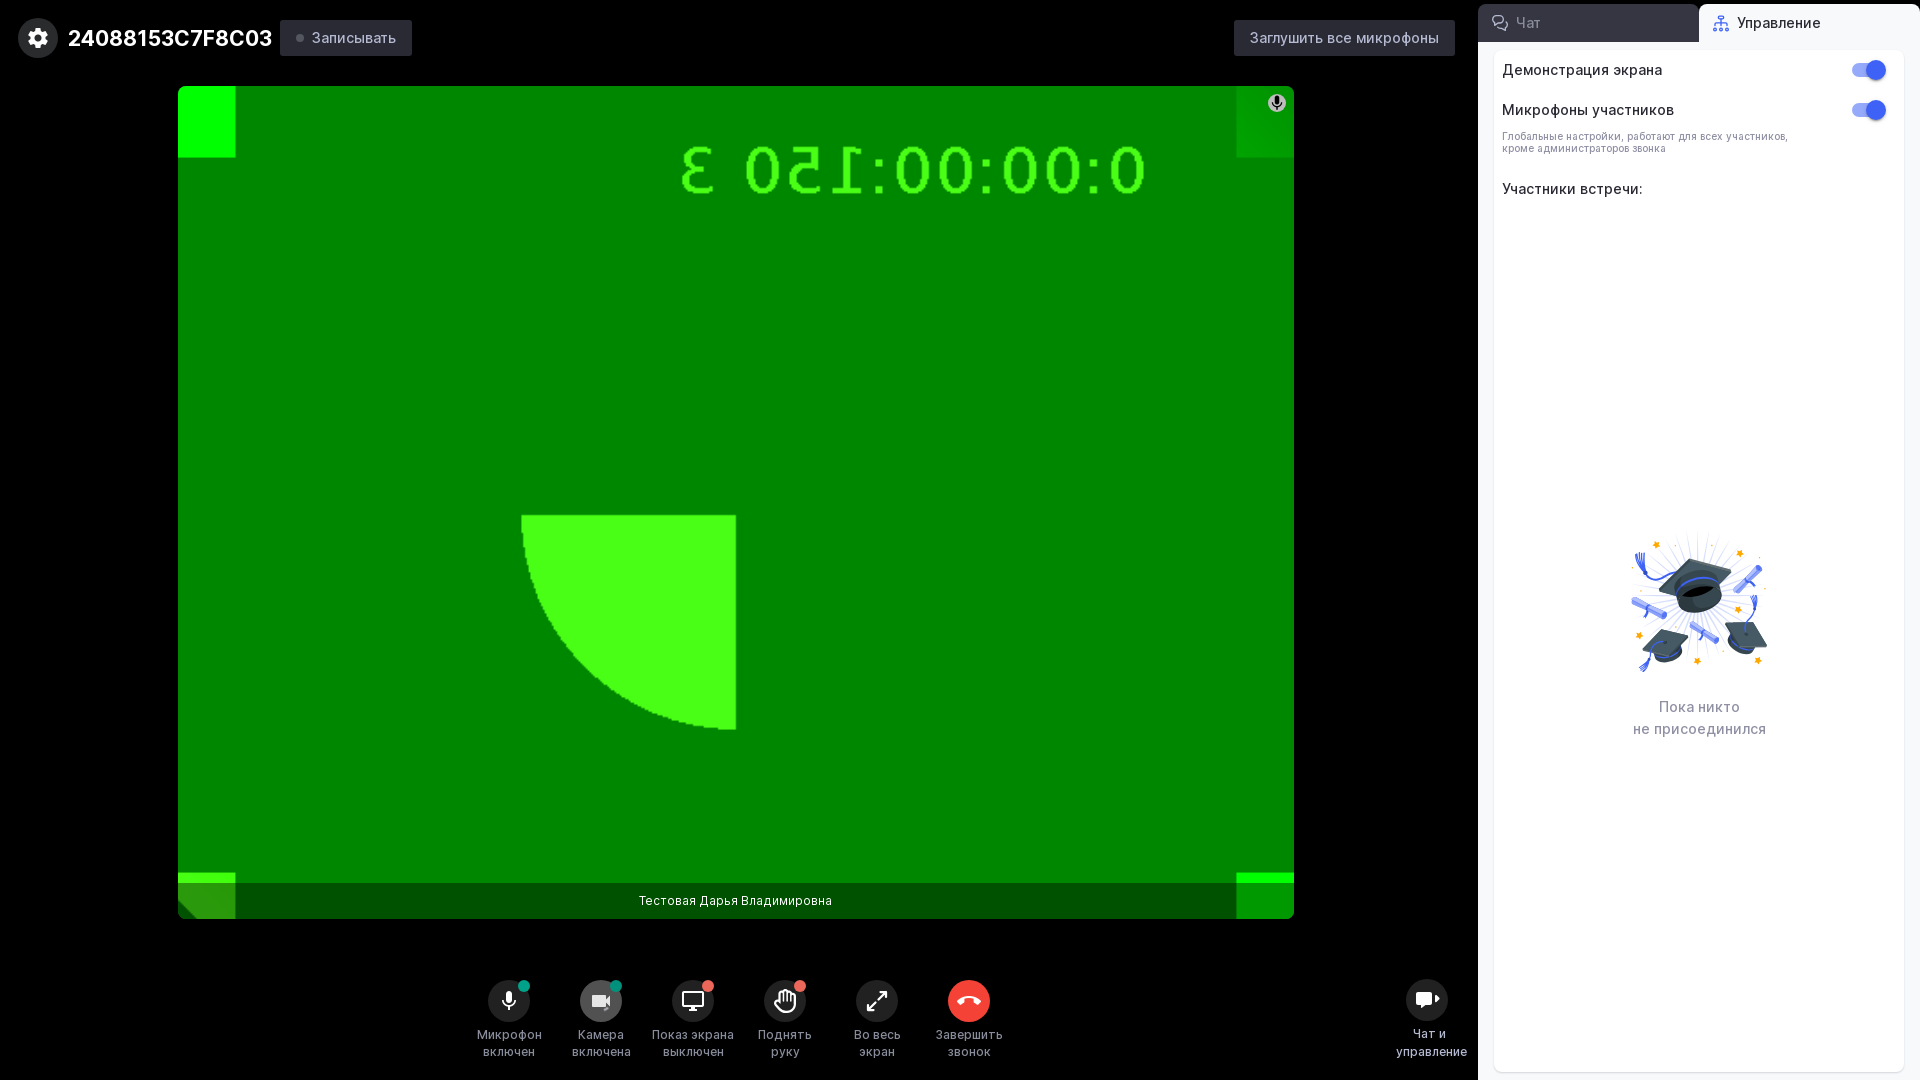 24088153C7F8C03
Записывать
Заглушить все микрофоны
Чат
Управление
Демонстрация экрана
Микрофоны участников
Глобальные настройки, работают для всех участников,
кроме администраторов звонка
Участники встречи:
0:00:00:150 3
Пока никто
не присоединился
Тестовая Дарья Владимировна
Микрофон
включен
Камера
включена
Показ экрана
выключен
Поднять
руку
Во весь
экран
Завершить
звонок
Чат и
управление